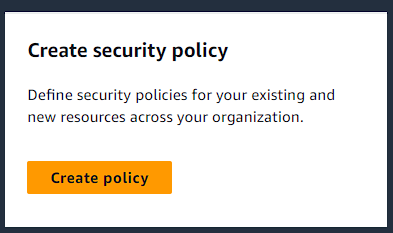 Create security policy
Define security policies for your existing and
new resources across your organization.
Create policy